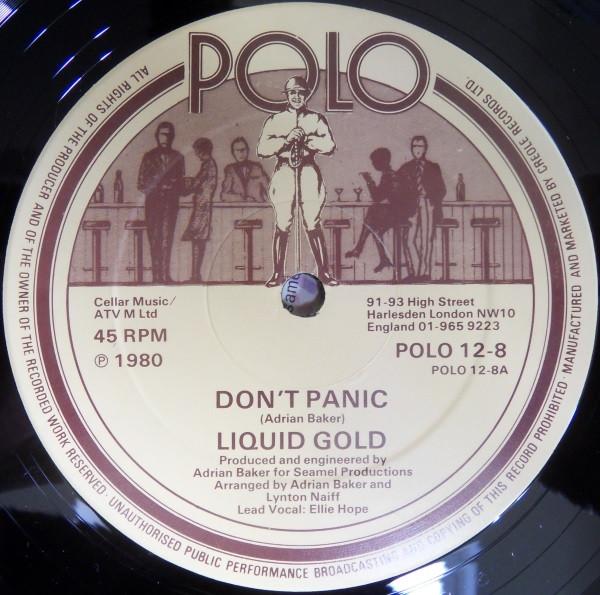 POLO
Cellar Music/
ATV M Ltd
45 RPM
℗ 1980
91-93 High Street
Harlesden London NW10
England 01-965 9223
POLO 12-8
POLO 12-8A
DON'T PANIC
(Adrian Baker)
LIQUID GOLD
Produced and engineered by
Adrian Baker for Seamel Productions
Arranged by Adrian Baker and
Lynton Naiff
Lead Vocal: Ellie Hope
ALL RIGHTS OF THE PRODUCER AND OF THE OWNER OF THE RECORDED WORK RESERVED · UNAUTHORISED PUBLIC PERFORMANCE BROADCASTING AND COPYING OF THIS RECORD PROHIBITED · MANUFACTURED AND MARKETED BY CREOLE RECORDS LTD.